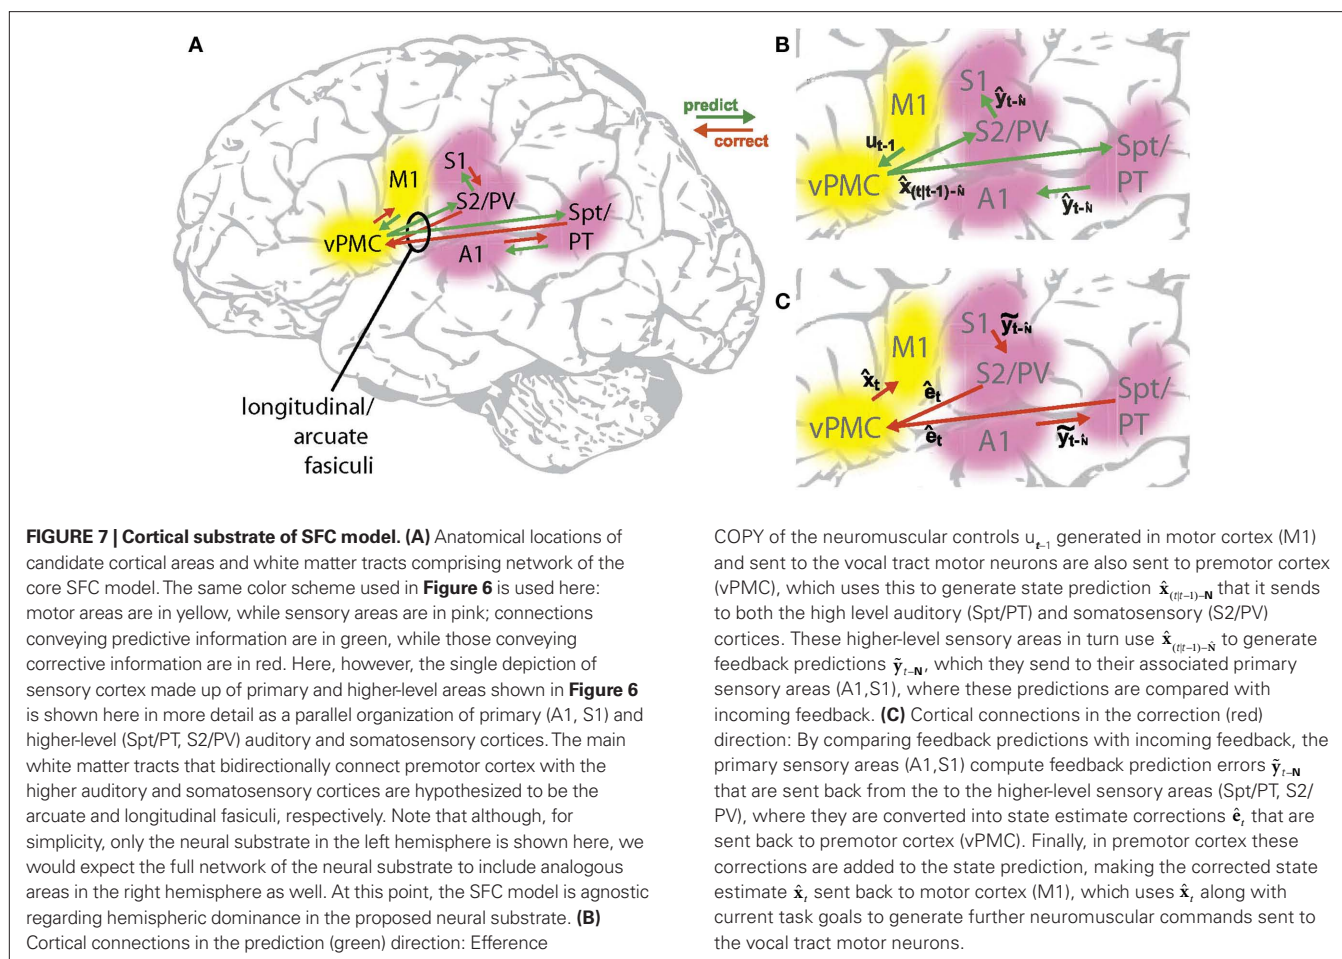 A
predict
correct
S1
M1
S2/PV
Spt/
PT
vPMC
A1
longitudinal/
arcuate
fasiculi
B
S1
M1
ŷt-N̂
S2/PV
ut-1
Spt/
PT
vPMC
x̂(t|t-1)-N̂
A1
ŷt-N̂
C
S1
ỹt-N̂
M1
x̂t
êt
S2/PV
Spt/
PT
vPMC
êt
A1
ỹt-N̂
FIGURE 7 | Cortical substrate of SFC model. (A) Anatomical locations of
candidate cortical areas and white matter tracts comprising network of the
core SFC model. The same color scheme used in Figure 6 is used here:
motor areas are in yellow, while sensory areas are in pink; connections
conveying predictive information are in green, while those conveying
corrective information are in red. Here, however, the single depiction of
sensory cortex made up of primary and higher-level areas shown in Figure 6
is shown here in more detail as a parallel organization of primary (A1, S1) and
higher-level (Spt/PT, S2/PV) auditory and somatosensory cortices. The main
white matter tracts that bidirectionally connect premotor cortex with the
higher auditory and somatosensory cortices are hypothesized to be the
arcuate and longitudinal fasiculi, respectively. Note that although, for
simplicity, only the neural substrate in the left hemisphere is shown here, we
would expect the full network of the neural substrate to include analogous
areas in the right hemisphere as well. At this point, the SFC model is agnostic
regarding hemispheric dominance in the proposed neural substrate. (B)
Cortical connections in the prediction (green) direction: Efference
COPY of the neuromuscular controls ut−1 generated in motor cortex (M1)
and sent to the vocal tract motor neurons are also sent to premotor cortex
(vPMC), which uses this to generate state prediction x̂(t|t−1)−N that it sends
to both the high level auditory (Spt/PT) and somatosensory (S2/PV)
cortices. These higher-level sensory areas in turn use x̂(t|t−1)−N̂ to generate
feedback predictions ỹt−N, which they send to their associated primary
sensory areas (A1,S1), where these predictions are compared with
incoming feedback. (C) Cortical connections in the correction (red)
direction: By comparing feedback predictions with incoming feedback, the
primary sensory areas (A1,S1) compute feedback prediction errors ỹt−N
that are sent back from the to the higher-level sensory areas (Spt/PT, S2/
PV), where they are converted into state estimate corrections êt that are
sent back to premotor cortex (vPMC). Finally, in premotor cortex these
corrections are added to the state prediction, making the corrected state
estimate x̂t sent back to motor cortex (M1), which uses x̂t along with
current task goals to generate further neuromuscular commands sent to
the vocal tract motor neurons.